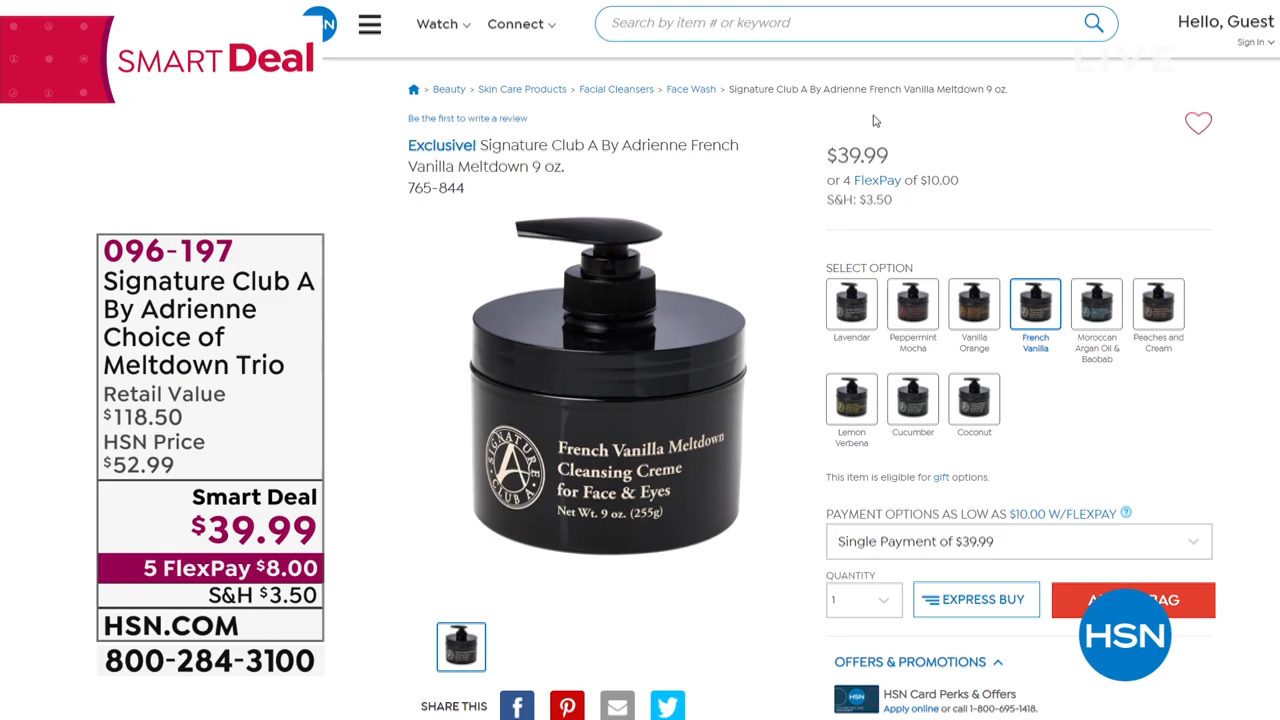 SMART Deal
N
Watch
Connect
Search by item # or keyword
Hello, Guest
Sign In
LIVE
> Beauty > Skin Care Products > Facial Cleansers > Face Wash > Signature Club A By Adrienne French Vanilla Meltdown 9 oz.
Be the first to write a review
Exclusive! Signature Club A By Adrienne French
Vanilla Meltdown 9 oz.
765-844
$39.99
or 4 FlexPay of $10.00
S&H: $3.50
096-197
Signature Club A
By Adrienne
Choice of
Meltdown Trio
Retail Value
$118.50
HSN Price
$52.99
Smart Deal
$39.99
5 FlexPay $8.00
S&H $3.50
HSN.COM
800-284-3100
SIGNATURE
CLUB A
A
French Vanilla Meltdown
Cleansing Creme
for Face & Eyes
Net Wt. 9 oz. (255g)
SELECT OPTION
Lavendar
Peppermint
Mocha
Vanilla
Orange
French
Vanilla
Moroccan
Argan Oil &
Baobab
Peaches and
Cream
Lemon
Verbena
Cucumber
Coconut
This item is eligible for gift options.
PAYMENT OPTIONS AS LOW AS $10.00 W/FLEXPAY ?
Single Payment of $39.99
QUANTITY
1
EXPRESS BUY
A BAG
HSN
OFFERS & PROMOTIONS
HSN
HSN Card Perks & Offers
Apply online or call 1-800-695-1418.
SHARE THIS